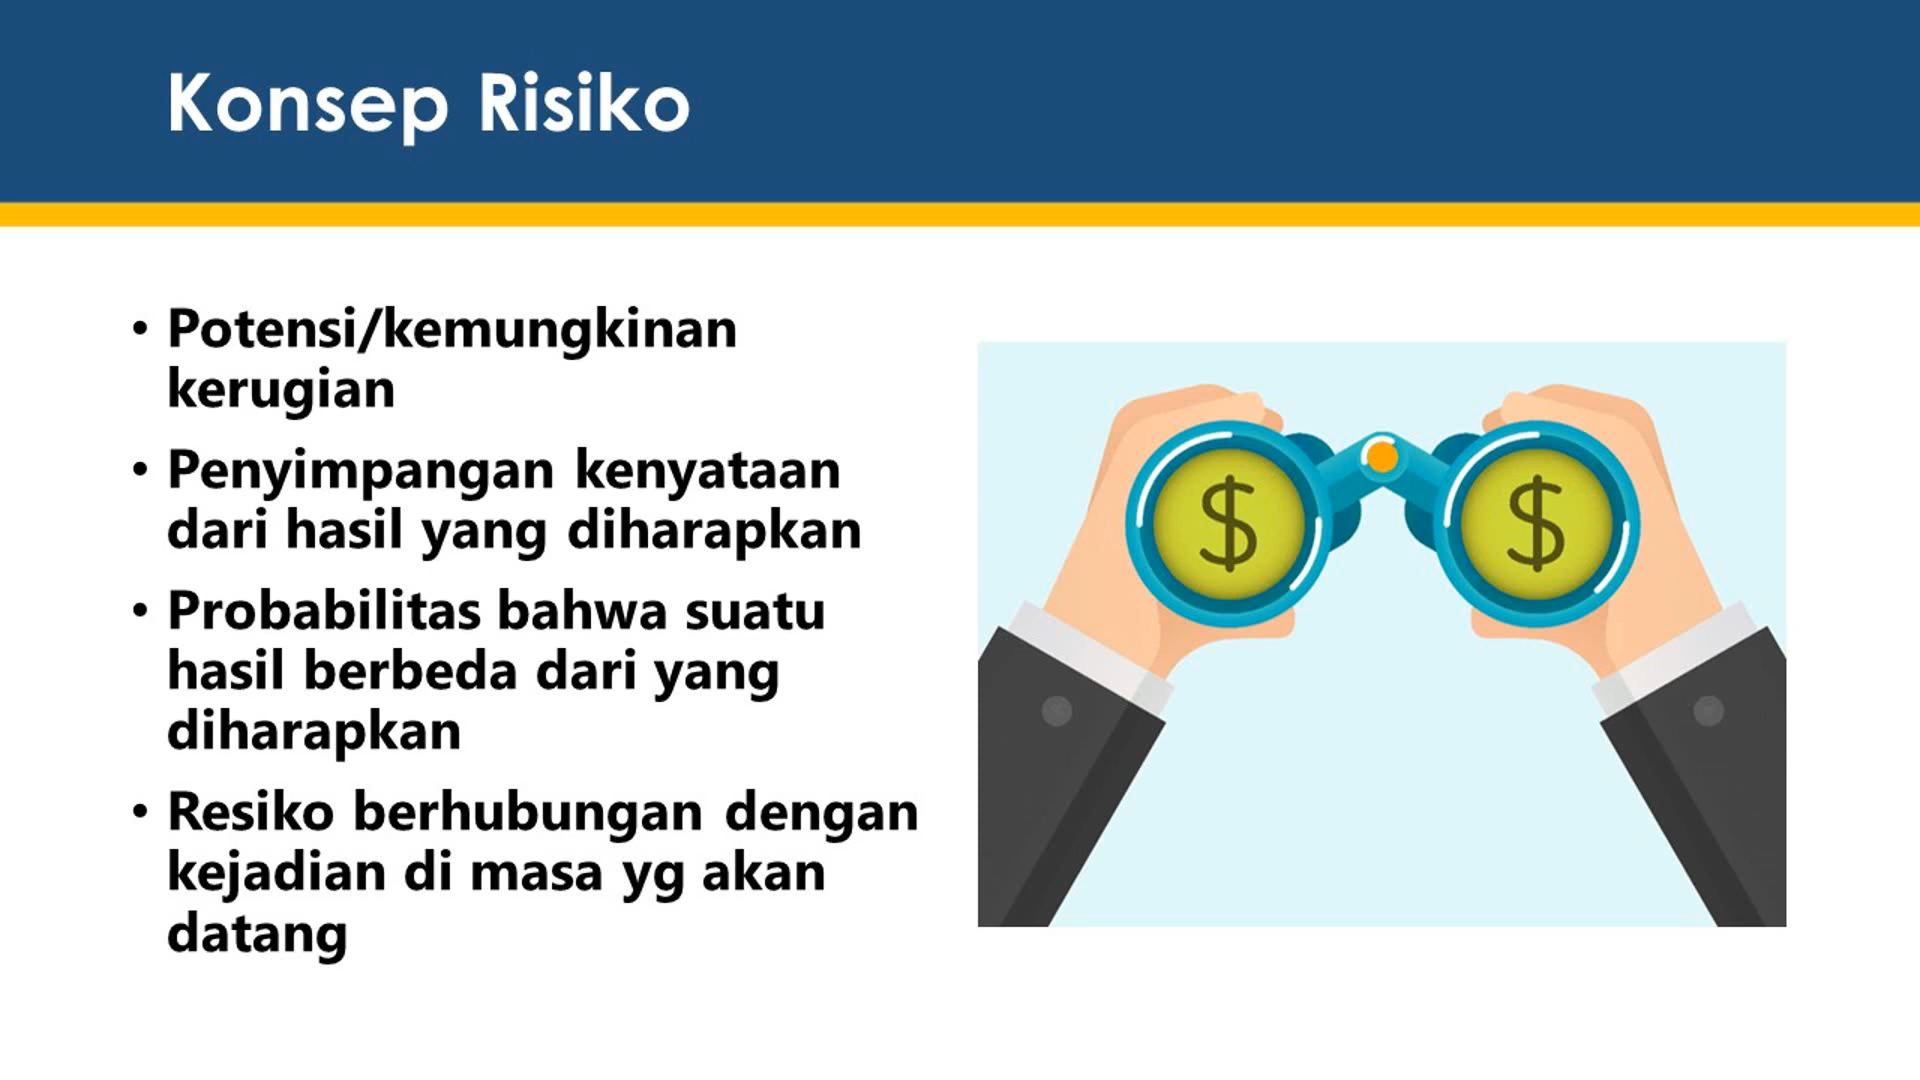 Konsep Risiko
• Potensi/kemungkinan
kerugian
• Penyimpangan kenyataan
dari hasil yang diharapkan
• Probabilitas bahwa suatu
hasil berbeda dari yang
diharapkan
• Resiko berhubungan dengan
kejadian di masa yg akan
datang
$ $